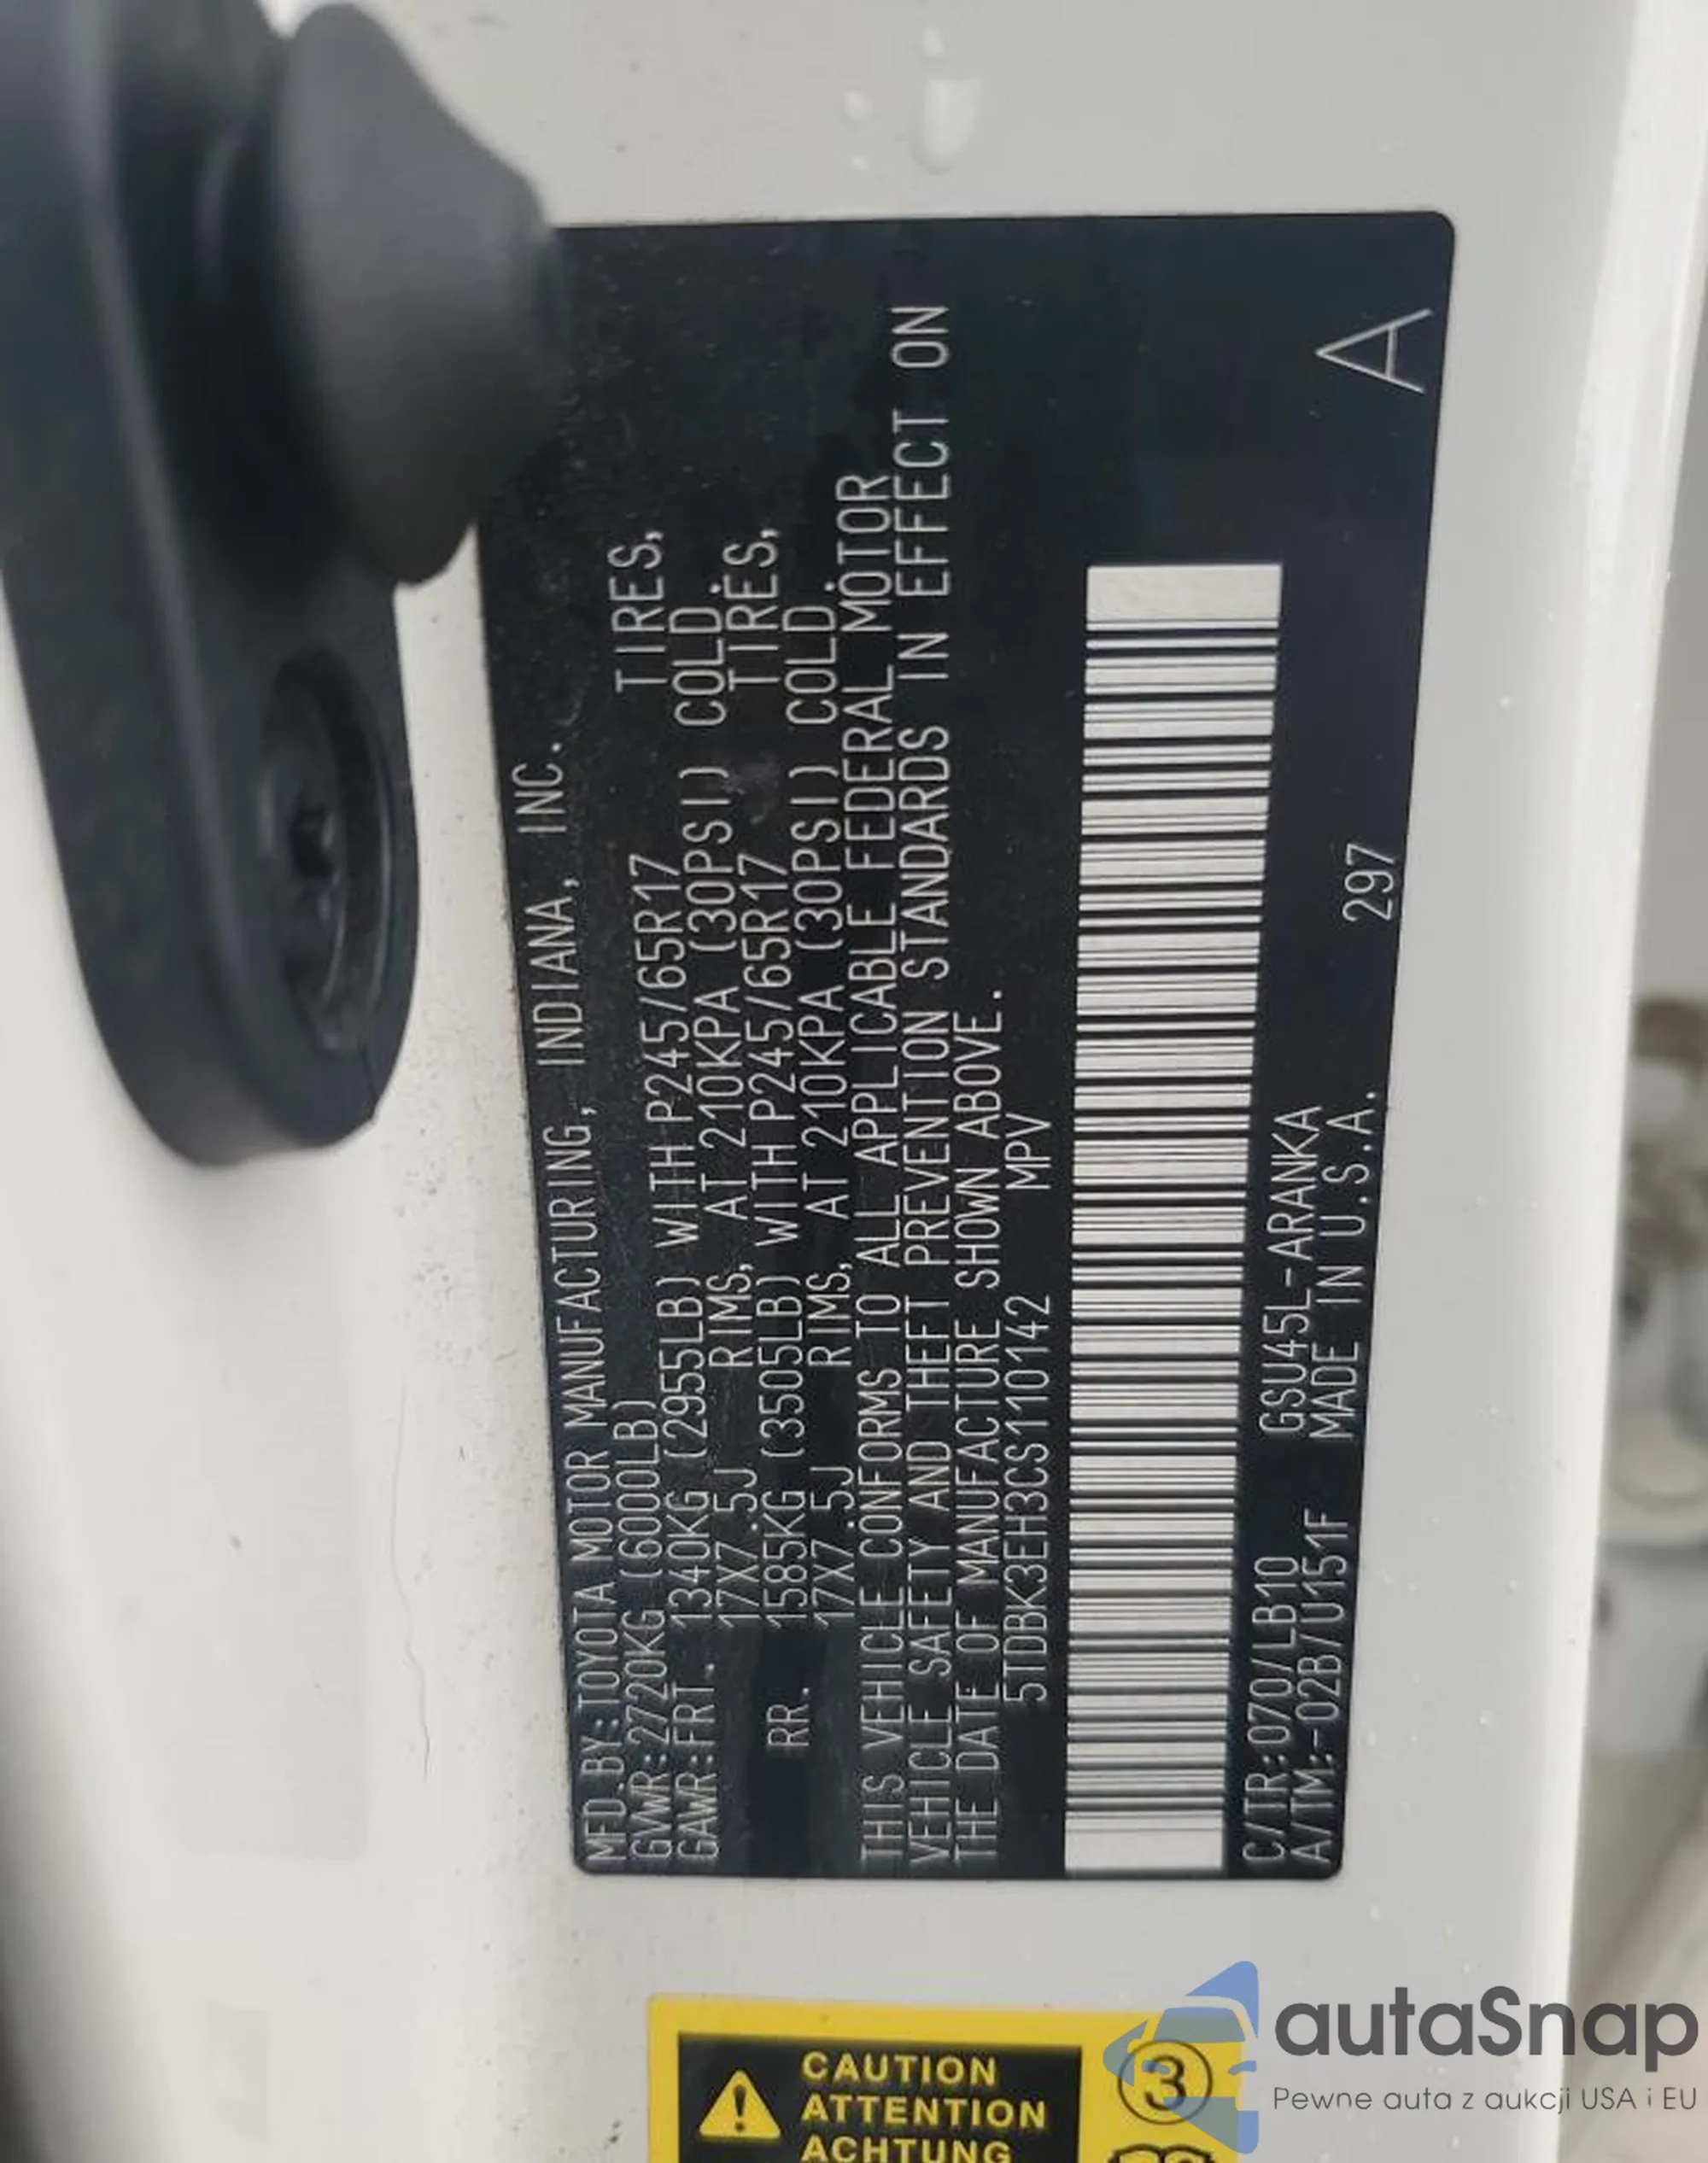 MFD.BY:TOYOTA MOTOR MANUFACTURING, INDIANA, INC.
GVWR:2720KG (6000LB)
GAWR:FRT. 1340KG (2955LB) WITH P245/65R17 TIRES,
17X7.5J RIMS, AT 210KPA (30PSI) COLD.
RR. 1585KG (3505LB) WITH P245/65R17 TIRES,
17X7.5J RIMS, AT 210KPA (30PSI) COLD.
THIS VEHICLE CONFORMS TO ALL APPLICABLE FEDERAL MOTOR
VEHICLE SAFETY AND THEFT PREVENTION STANDARDS IN EFFECT ON
THE DATE OF MANUFACTURE SHOWN ABOVE.
5TDBK3EH3CS110142 MPV
C/TR:070/LB10 GSU45L-ARANKA
A/TM:-02B/U151F MADE IN U.S.A. 297
A
CAUTION
ATTENTION
ACHTUNG
3
autaSnap
Pewne auta z aukcji USA i EU